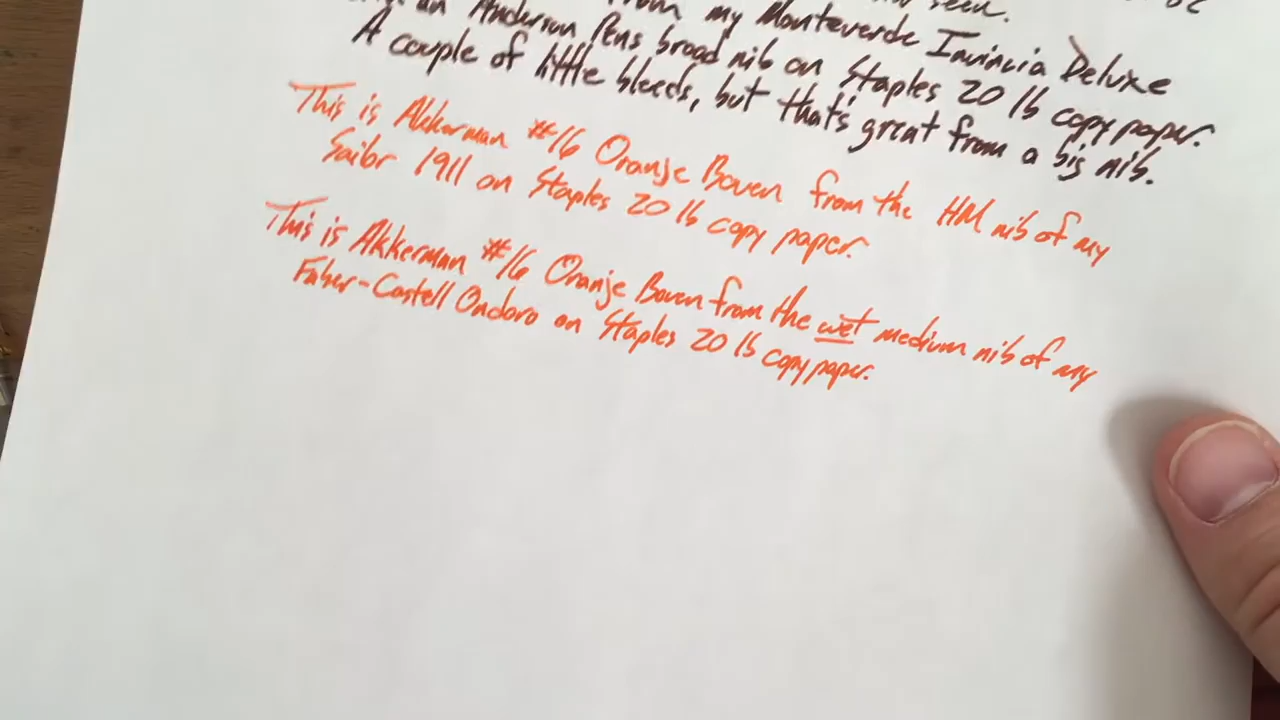 seen.
from my Monteverde Invincia Deluxe
an Anderson Pens broad nib on Staples 20 lb copy paper.
A couple of little bleeds, but that's great from a big nib.
This is Akkerman #16 Oranje Boven from the HM nib of my
Sailor 1911 on Staples 20 lb copy paper.
This is Akkerman #16 Oranje Boven from the wet medium nib of my
Faber-Castell Ondoro on Staples 20 lb copy paper.